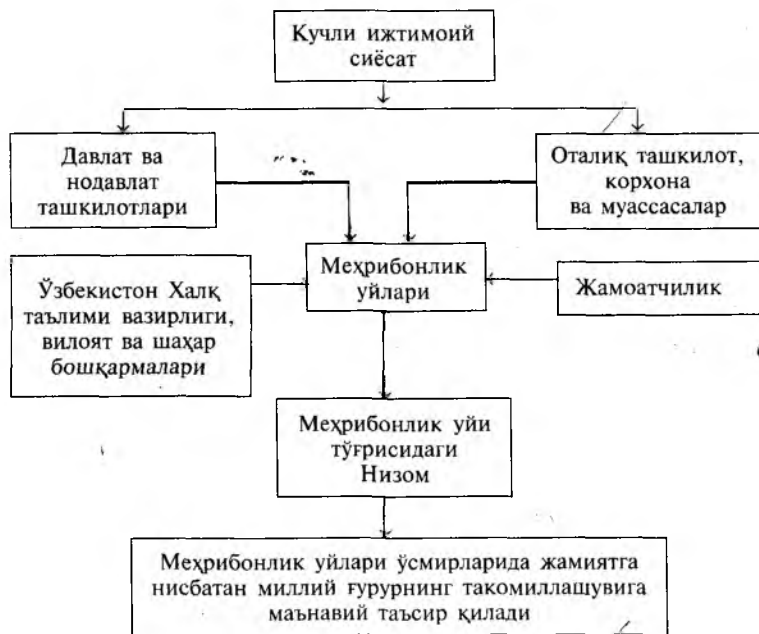 Кучли ижтимоий
сиёсат
Давлат ва
нодавлат
ташкилотлари
Оталиқ ташкилот,
корхона
ва муассасалар
Ўзбекистон Халқ
таълими вазирлиги,
вилоят ва шаҳар
бошқармалари
Меҳрибонлик
уйлари
Жамоатчилик
Меҳрибонлик уйи
тўғрисидаги
Низом
Меҳрибонлик уйлари ўсмирларида жамиятга
нисбатан миллий ғурурнинг такомиллашувига
маънавий таъсир қилади